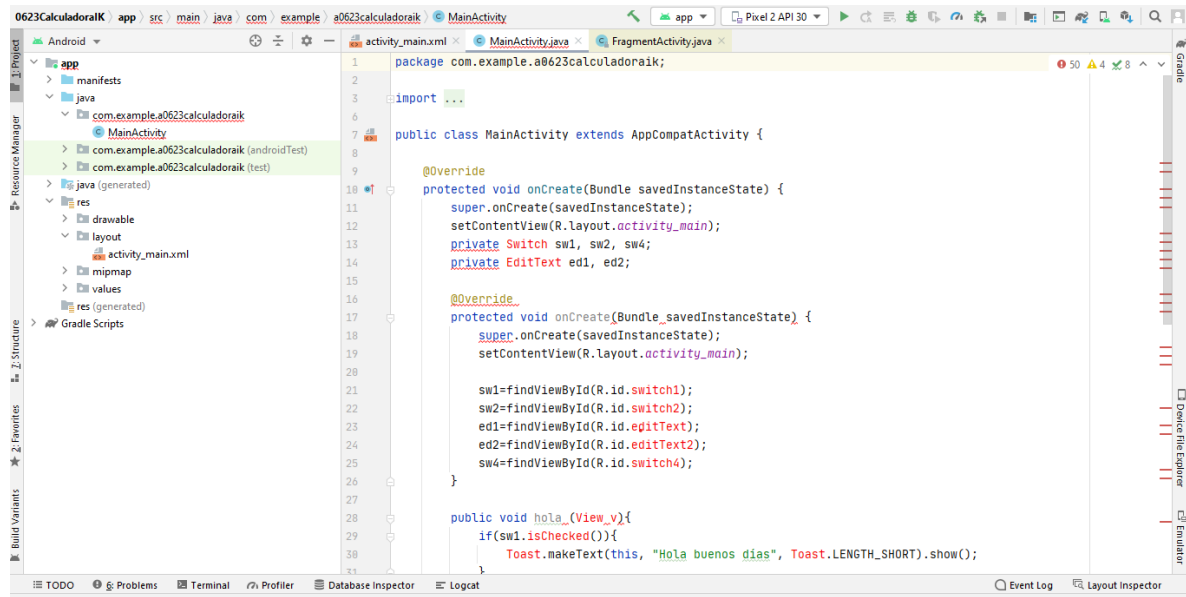 0623CalculadoraIK app src main java com example a0623calculadoraik MainActivity app Pixel 2 API 30
Android activity_main.xml MainActivity.java FragmentActivity.java
1: Project
Resource Manager
Z: Structure
2: Favorites
Build Variants
app
manifests
java
com.example.a0623calculadoraik
MainActivity
com.example.a0623calculadoraik (androidTest)
com.example.a0623calculadoraik (test)
java (generated)
res
drawable
layout
activity_main.xml
mipmap
values
res (generated)
Gradle Scripts
50 4 8
1 package com.example.a0623calculadoraik;
2
3 import ...
6
7 public class MainActivity extends AppCompatActivity {
8
9 @Override
10 protected void onCreate(Bundle savedInstanceState) {
11 super.onCreate(savedInstanceState);
12 setContentView(R.layout.activity_main);
13 private Switch sw1, sw2, sw4;
14 private EditText ed1, ed2;
15
16 @Override
17 protected void onCreate(Bundle savedInstanceState) {
18 super.onCreate(savedInstanceState);
19 setContentView(R.layout.activity_main);
20
21 sw1=findViewById(R.id.switch1);
22 sw2=findViewById(R.id.switch2);
23 ed1=findViewById(R.id.editText);
24 ed2=findViewById(R.id.editText2);
25 sw4=findViewById(R.id.switch4);
26 }
27
28 public void hola (View v){
29 if(sw1.isChecked()){
30 Toast.makeText(this, "Hola buenos dias", Toast.LENGTH_SHORT).show();
31 }
Gradle
Device File Explorer
Emulator
TODO 6: Problems Terminal Profiler Database Inspector Logcat Event Log Layout Inspector